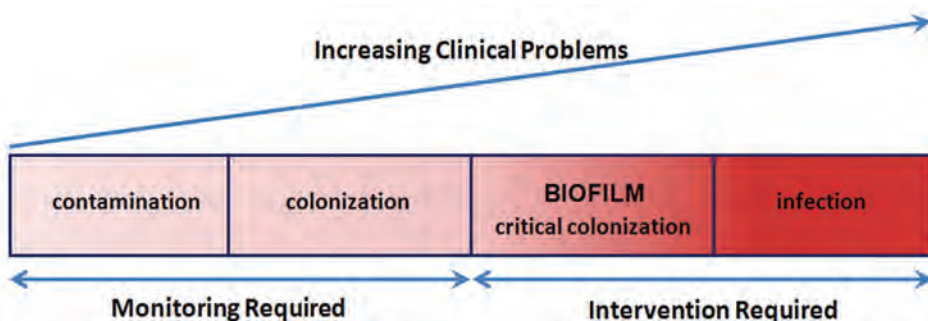 Increasing Clinical Problems
contamination
colonization
BIOFILM
critical colonization
infection
Monitoring Required
Intervention Required